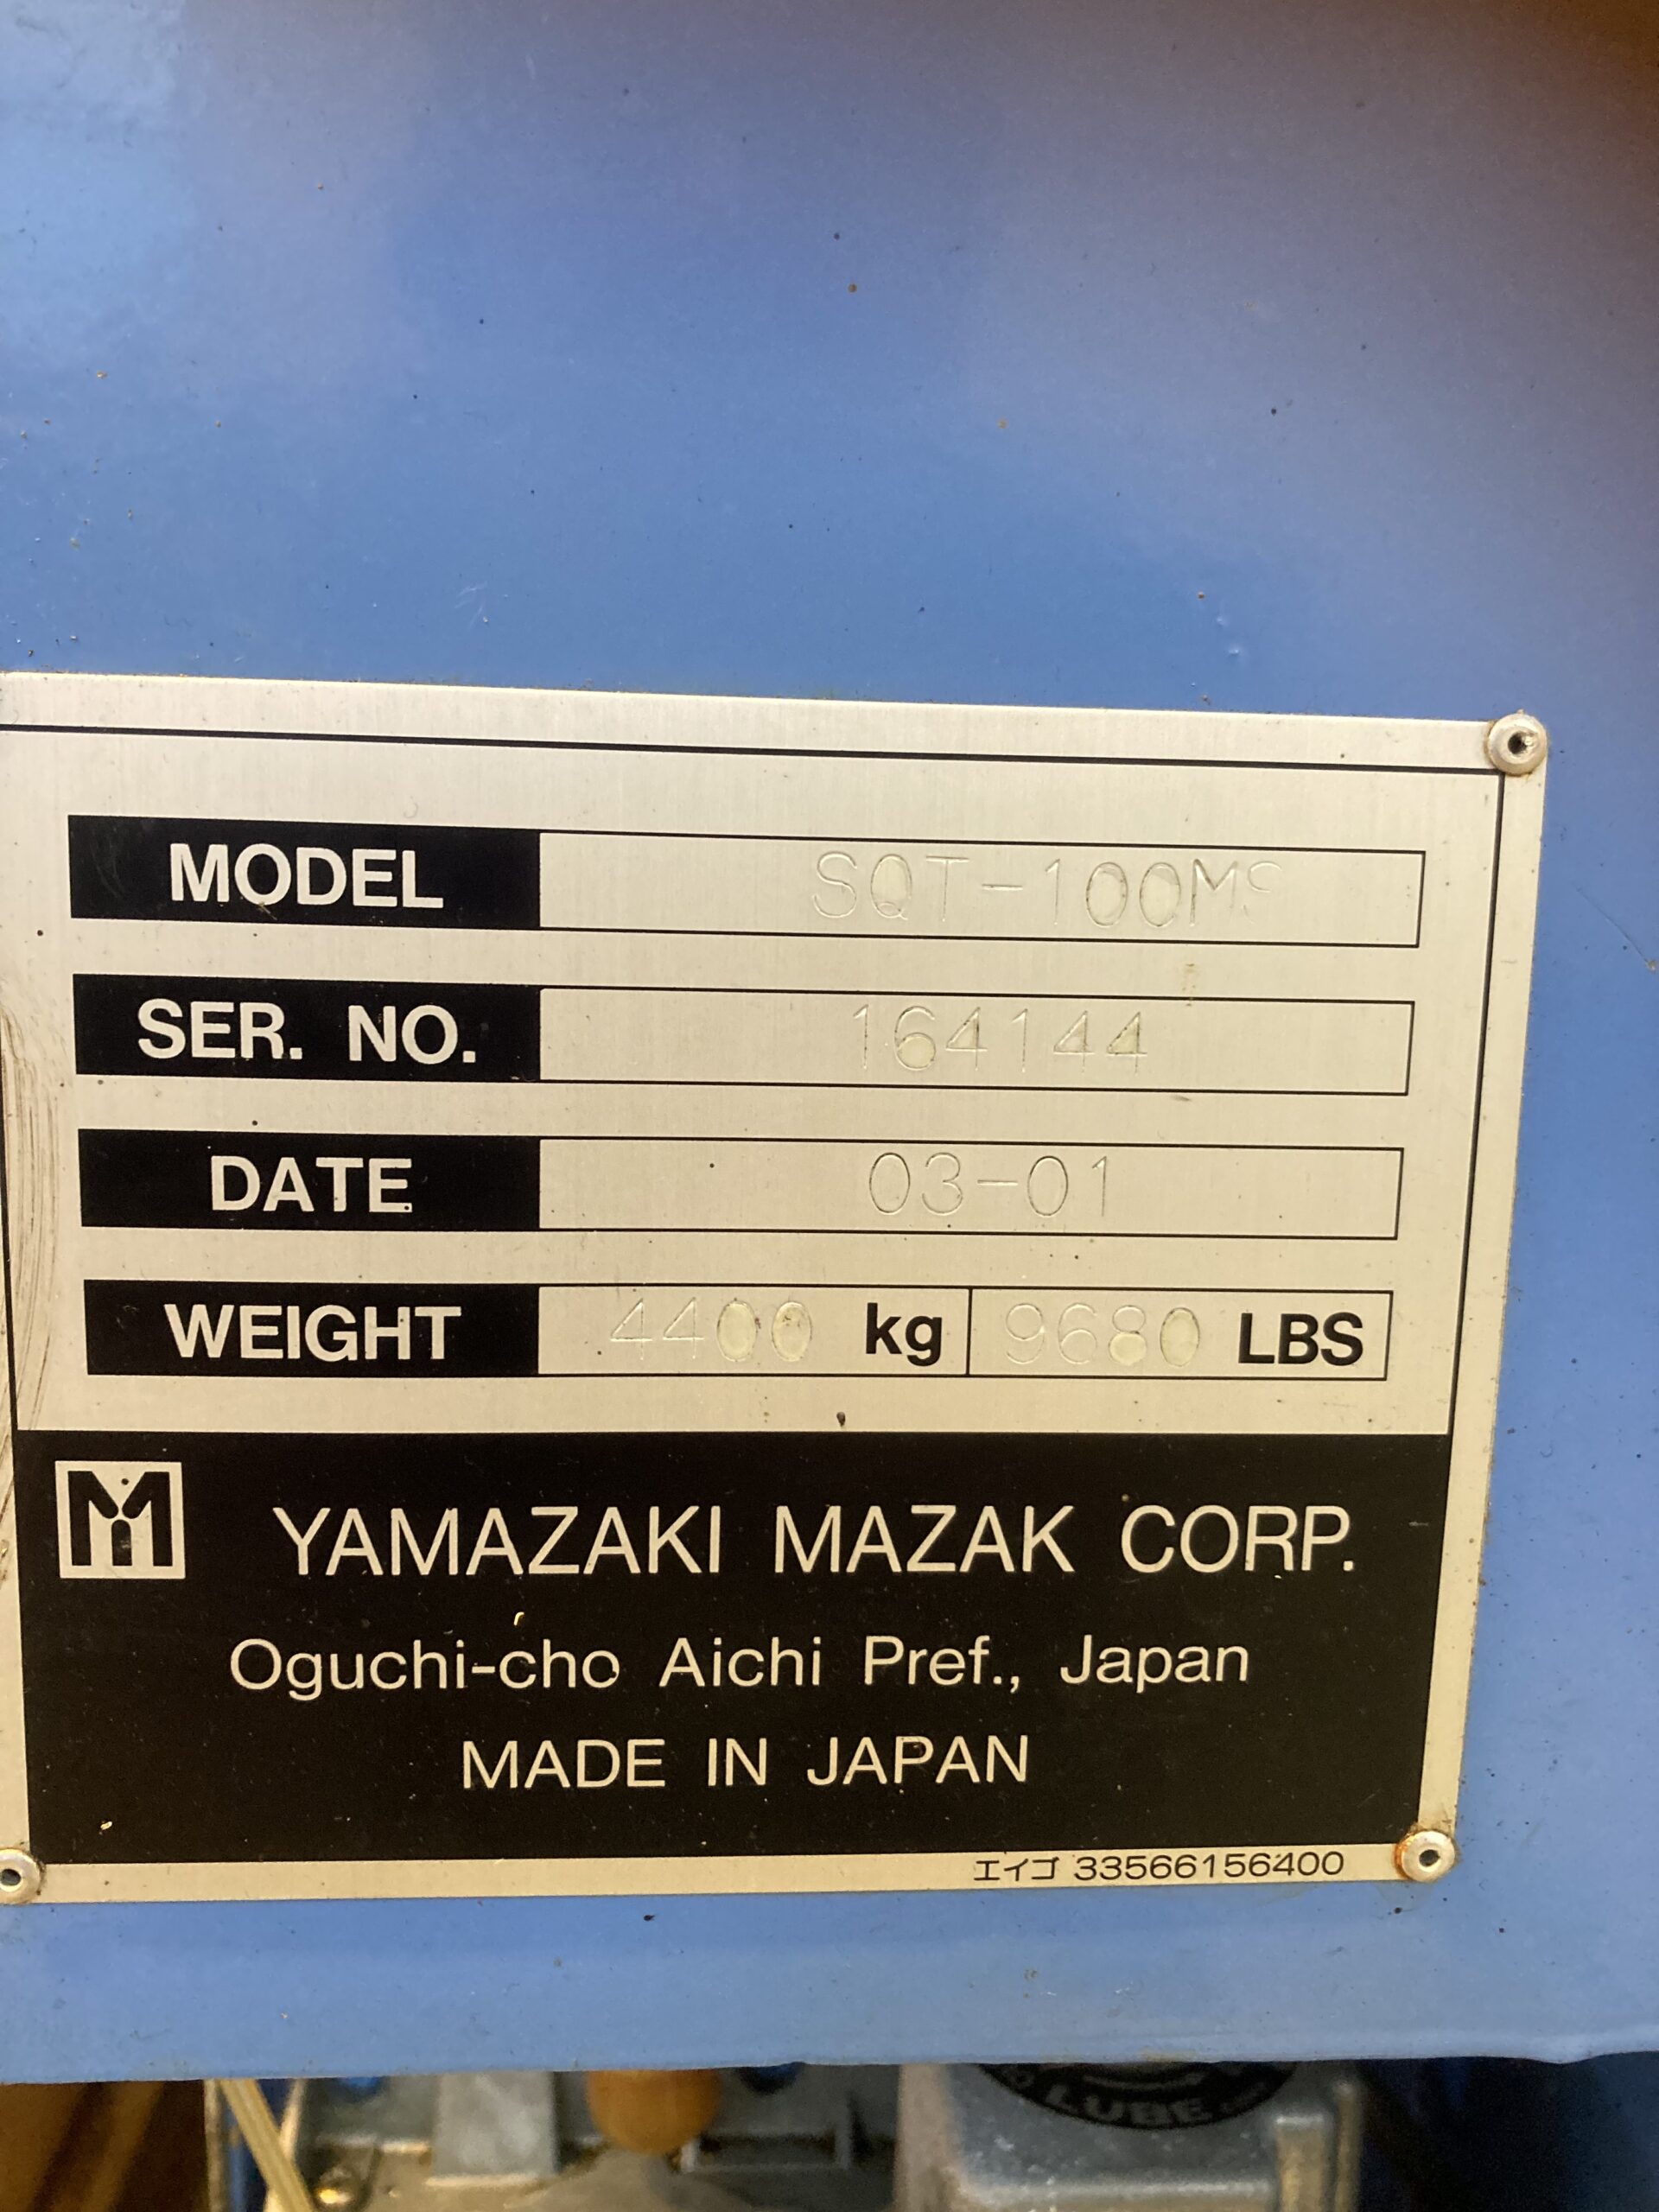 MODEL SQT-100MS
SER. NO. 164144
DATE 03-01
WEIGHT 4400 kg 9680 LBS
YAMAZAKI MAZAK CORP.
Oguchi-cho Aichi Pref., Japan
MADE IN JAPAN
エイゴ 33566156400
LUBE